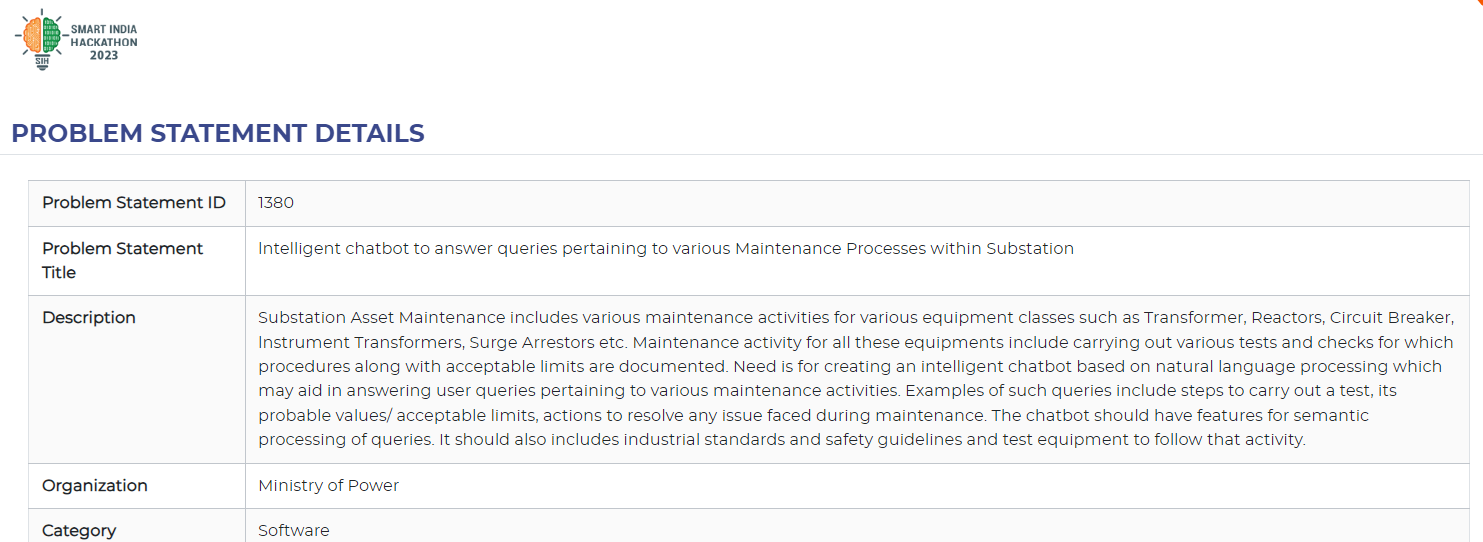 SMART INDIA
HACKATHON
2023
SIH
PROBLEM STATEMENT DETAILS
Problem Statement ID 1380
Problem Statement Title Intelligent chatbot to answer queries pertaining to various Maintenance Processes within Substation
Description Substation Asset Maintenance includes various maintenance activities for various equipment classes such as Transformer, Reactors, Circuit Breaker,
Instrument Transformers, Surge Arrestors etc. Maintenance activity for all these equipments include carrying out various tests and checks for which
procedures along with acceptable limits are documented. Need is for creating an intelligent chatbot based on natural language processing which
may aid in answering user queries pertaining to various maintenance activities. Examples of such queries include steps to carry out a test, its
probable values/ acceptable limits, actions to resolve any issue faced during maintenance. The chatbot should have features for semantic
processing of queries. It should also includes industrial standards and safety guidelines and test equipment to follow that activity.
Organization Ministry of Power
Category Software